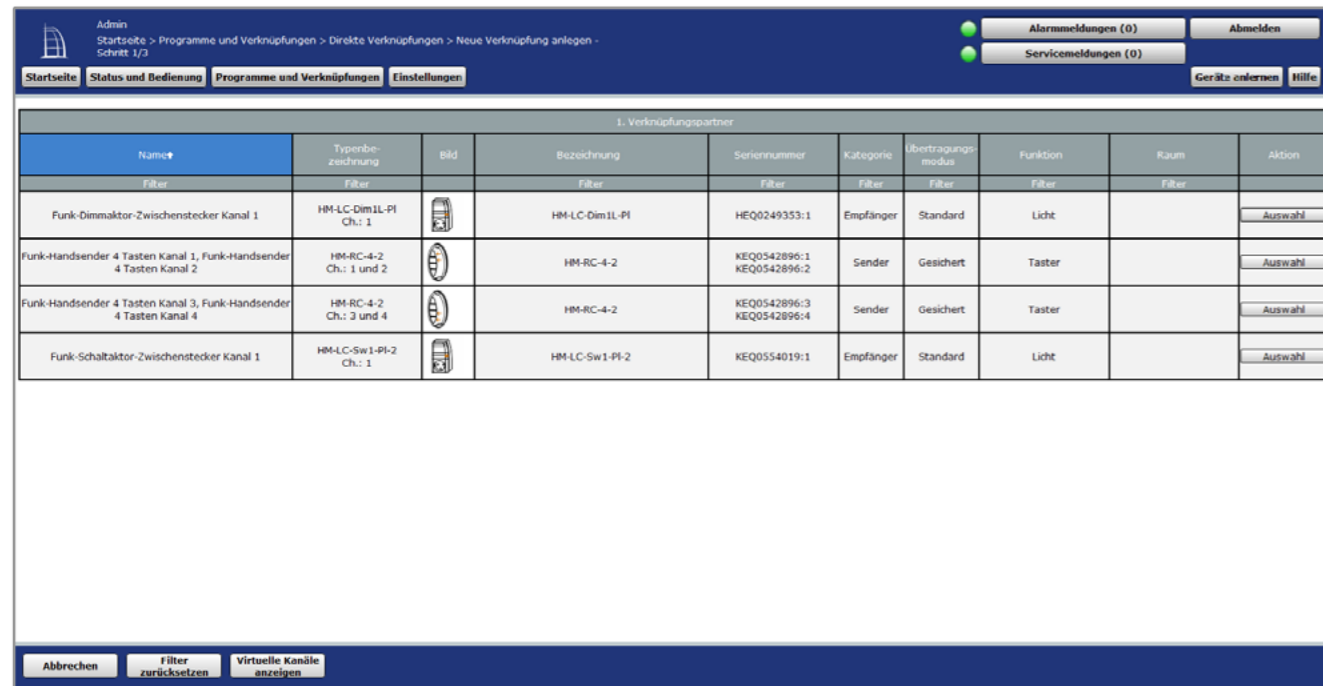 Admin
Startseite > Programme und Verknüpfungen > Direkte Verknüpfungen > Neue Verknüpfung anlegen -
Schritt 1/3
Alarmmeldungen (0)
Abmelden
Servicemeldungen (0)
Startseite
Status und Bedienung
Programme und Verknüpfungen
Einstellungen
Geräte anlernen
Hilfe
1. Verknüpfungspartner
Name
Typenbe-
zeichnung
Bild
Bezeichnung
Seriennummer
Kategorie
Übertragungs-
modus
Funktion
Raum
Aktion
Filter
Filter
Filter
Filter
Filter
Filter
Filter
Filter
Funk-Dimmaktor-Zwischenstecker Kanal 1
HM-LC-Dim1L-Pl
Ch.: 1
HM-LC-Dim1L-Pl
HEQ0249353:1
Empfänger
Standard
Licht
Auswahl
Funk-Handsender 4 Tasten Kanal 1, Funk-Handsender
4 Tasten Kanal 2
HM-RC-4-2
Ch.: 1 und 2
HM-RC-4-2
KEQ0542896:1
KEQ0542896:2
Sender
Gesichert
Taster
Auswahl
Funk-Handsender 4 Tasten Kanal 3, Funk-Handsender
4 Tasten Kanal 4
HM-RC-4-2
Ch.: 3 und 4
HM-RC-4-2
KEQ0542896:3
KEQ0542896:4
Sender
Gesichert
Taster
Auswahl
Funk-Schaltaktor-Zwischenstecker Kanal 1
HM-LC-Sw1-Pl-2
Ch.: 1
HM-LC-Sw1-Pl-2
KEQ0554019:1
Empfänger
Standard
Licht
Auswahl
Abbrechen
Filter
zurücksetzen
Virtuelle Kanäle
anzeigen